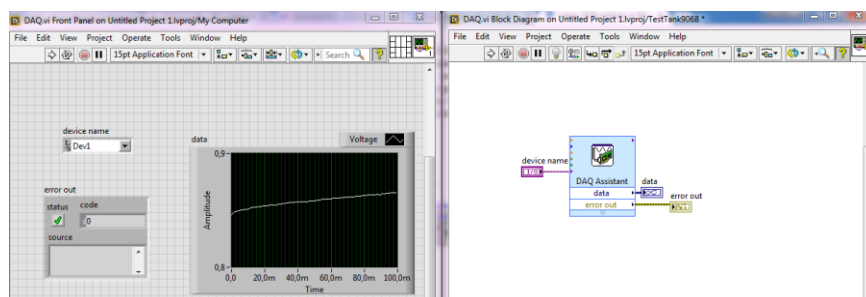 DAQ.vi Front Panel on Untitled Project 1.lvproj/My Computer
File Edit View Project Operate Tools Window Help
15pt Application Font
Search
device name
Dev1
data
Voltage
error out
status
code
0
source
0,9
Amplitude
0,8
0,0 20,0m 40,0m 60,0m 80,0m 100,0m
Time
DAQ.vi Block Diagram on Untitled Project 1.lvproj/TestTank9068 *
File Edit View Project Operate Tools Window Help
15pt Application Font
device name
I/O
DAQ Assistant
data
error out
data
error out